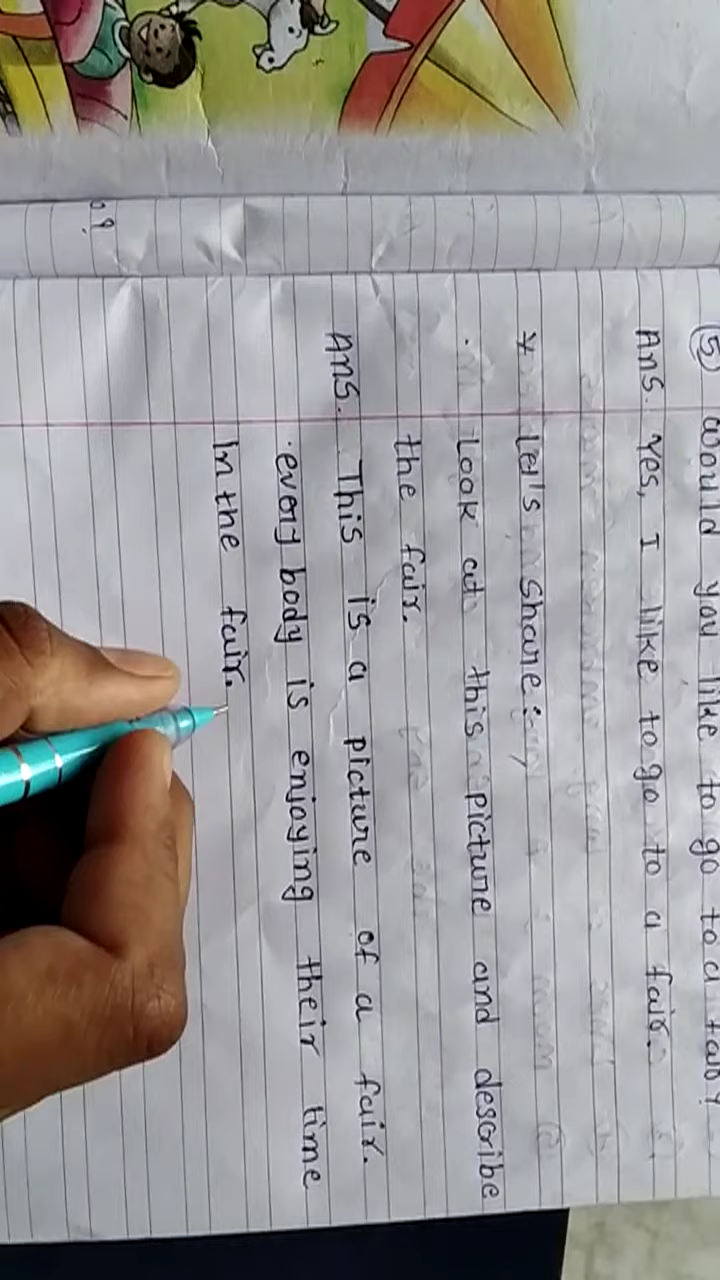 ⑤ Would you like to go to a fair?
Ans. Yes, I like to go to a fair.
* Let's share:
. Look at this picture and describe
the fair.
Ans. This is a picture of a fair.
. every body is enjoying their time
In the fair.
a?